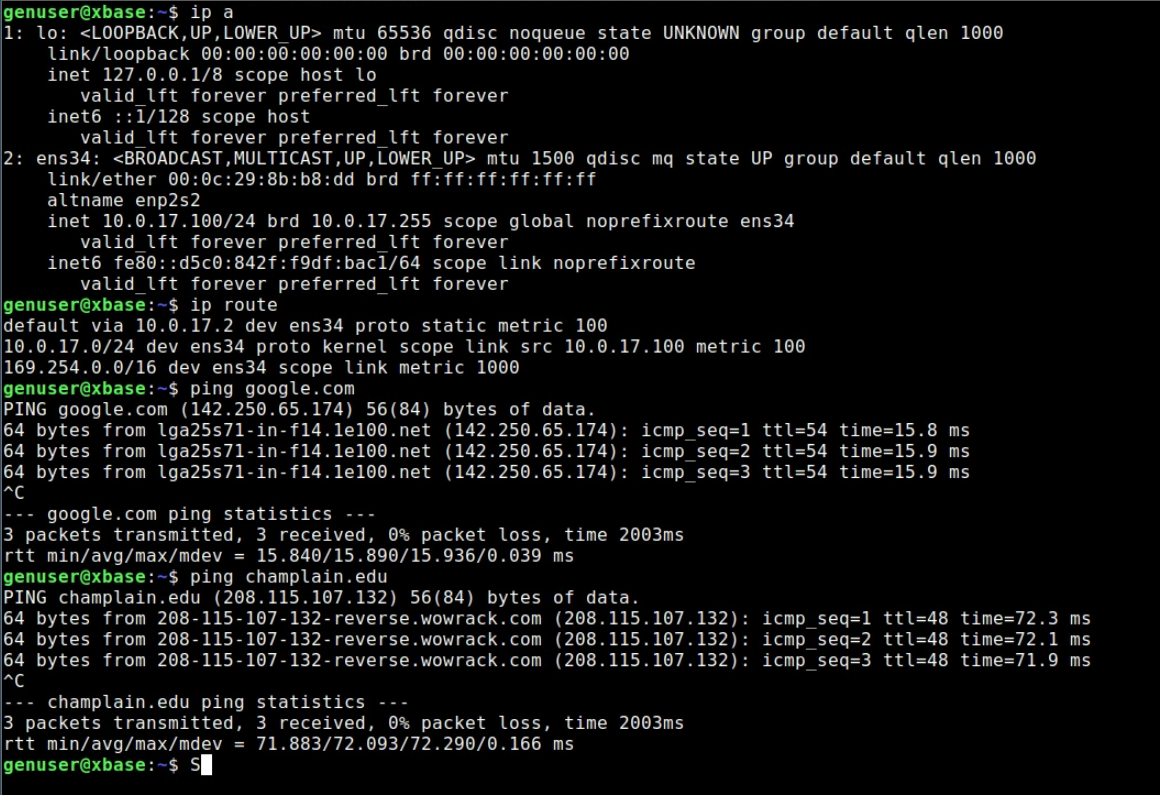 genuser@xbase:~$ ip a
1: lo: <LOOPBACK,UP,LOWER_UP> mtu 65536 qdisc noqueue state UNKNOWN group default qlen 1000
    link/loopback 00:00:00:00:00:00 brd 00:00:00:00:00:00
    inet 127.0.0.1/8 scope host lo
       valid_lft forever preferred_lft forever
    inet6 ::1/128 scope host
       valid_lft forever preferred_lft forever
2: ens34: <BROADCAST,MULTICAST,UP,LOWER_UP> mtu 1500 qdisc mq state UP group default qlen 1000
    link/ether 00:0c:29:8b:b8:dd brd ff:ff:ff:ff:ff:ff
    altname enp2s2
    inet 10.0.17.100/24 brd 10.0.17.255 scope global noprefixroute ens34
       valid_lft forever preferred_lft forever
    inet6 fe80::d5c0:842f:f9df:bac1/64 scope link noprefixroute
       valid_lft forever preferred_lft forever
genuser@xbase:~$ ip route
default via 10.0.17.2 dev ens34 proto static metric 100
10.0.17.0/24 dev ens34 proto kernel scope link src 10.0.17.100 metric 100
169.254.0.0/16 dev ens34 scope link metric 1000
genuser@xbase:~$ ping google.com
PING google.com (142.250.65.174) 56(84) bytes of data.
64 bytes from lga25s71-in-f14.1e100.net (142.250.65.174): icmp_seq=1 ttl=54 time=15.8 ms
64 bytes from lga25s71-in-f14.1e100.net (142.250.65.174): icmp_seq=2 ttl=54 time=15.9 ms
64 bytes from lga25s71-in-f14.1e100.net (142.250.65.174): icmp_seq=3 ttl=54 time=15.9 ms
^C
--- google.com ping statistics ---
3 packets transmitted, 3 received, 0% packet loss, time 2003ms
rtt min/avg/max/mdev = 15.840/15.890/15.936/0.039 ms
genuser@xbase:~$ ping champlain.edu
PING champlain.edu (208.115.107.132) 56(84) bytes of data.
64 bytes from 208-115-107-132-reverse.wowrack.com (208.115.107.132): icmp_seq=1 ttl=48 time=72.3 ms
64 bytes from 208-115-107-132-reverse.wowrack.com (208.115.107.132): icmp_seq=2 ttl=48 time=72.1 ms
64 bytes from 208-115-107-132-reverse.wowrack.com (208.115.107.132): icmp_seq=3 ttl=48 time=71.9 ms
^C
--- champlain.edu ping statistics ---
3 packets transmitted, 3 received, 0% packet loss, time 2003ms
rtt min/avg/max/mdev = 71.883/72.093/72.290/0.166 ms
genuser@xbase:~$ S